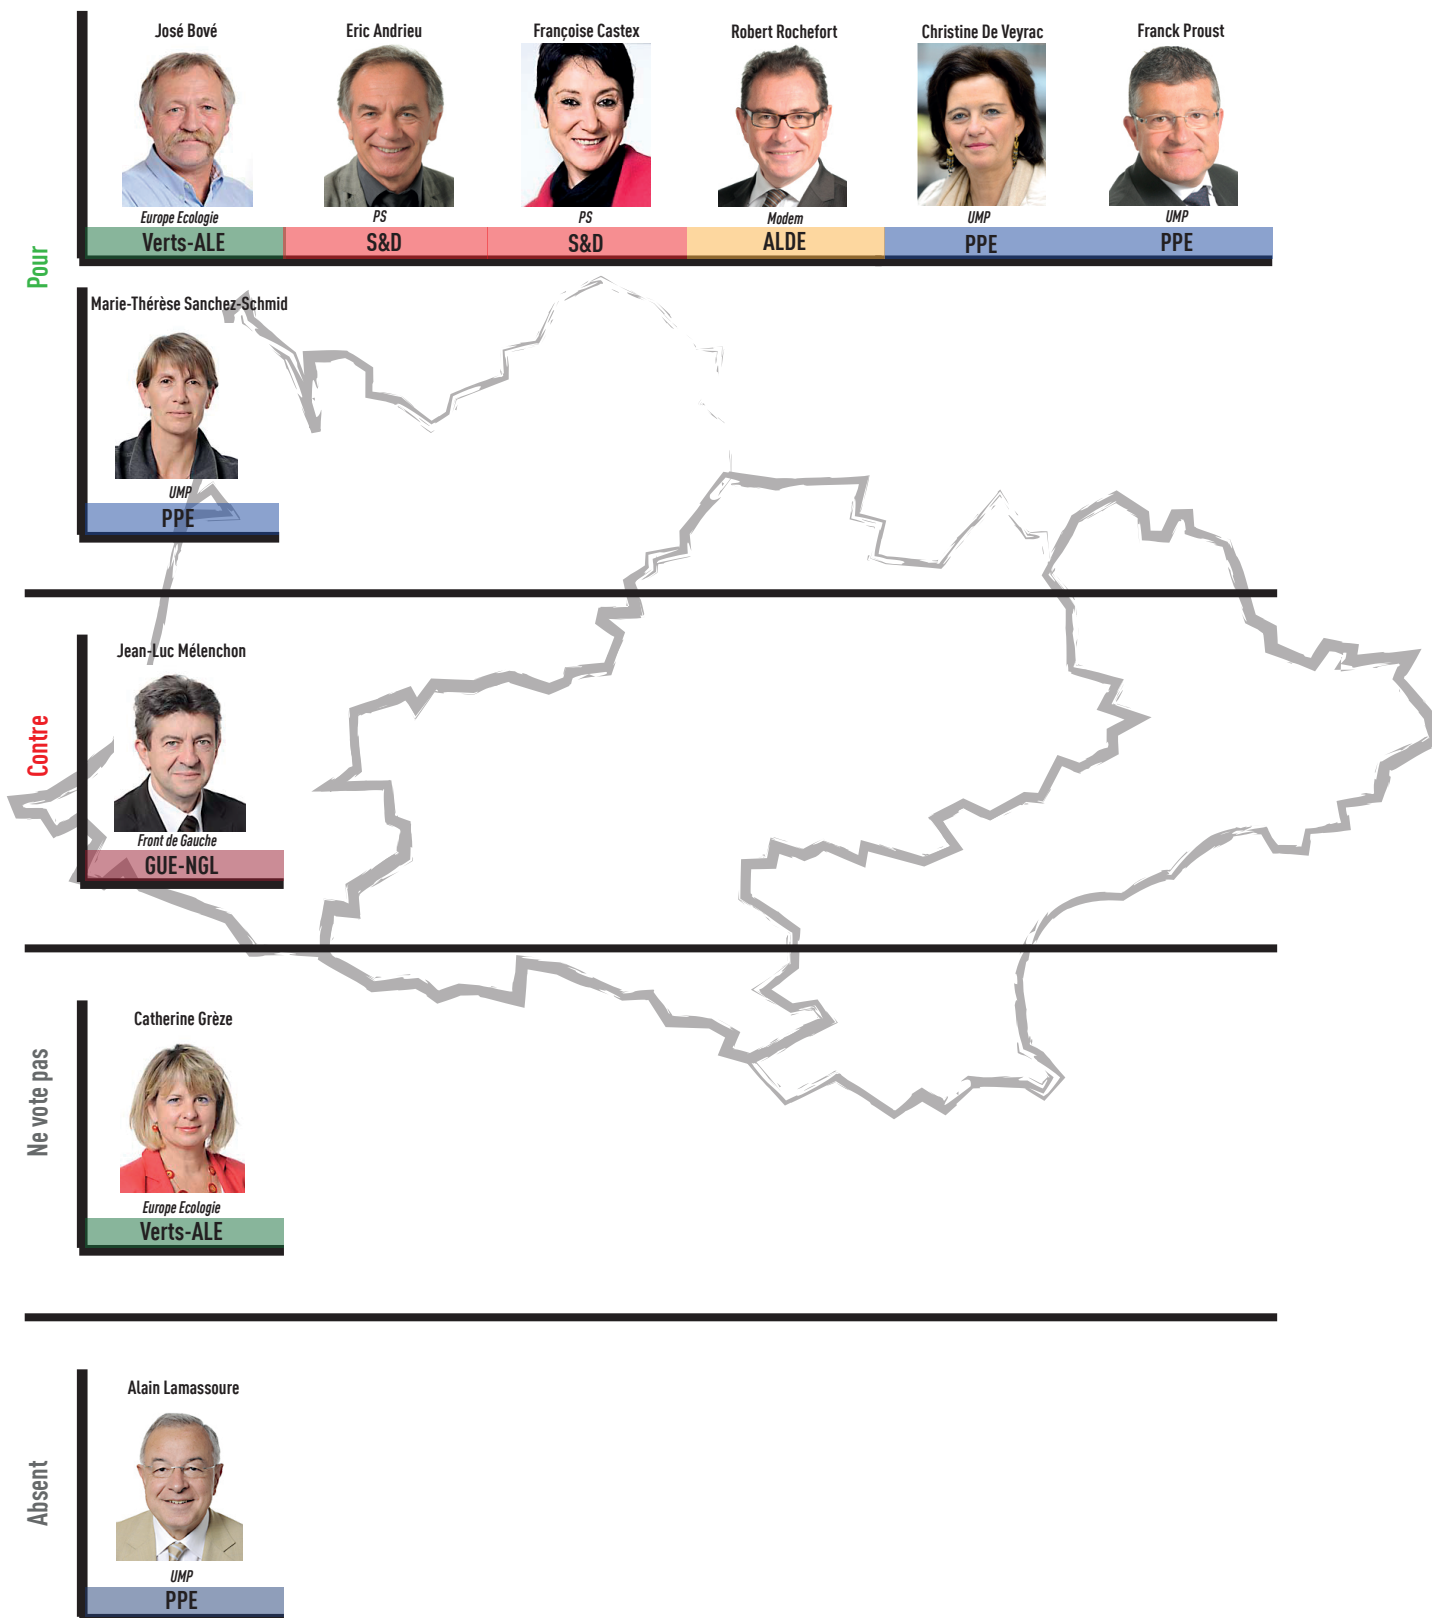 Pour
José Bové
Eric Andrieu
Françoise Castex
Robert Rochefort
Christine De Veyrac
Franck Proust
Europe Ecologie
PS
PS
Modem
UMP
UMP
Verts-ALE
S&D
S&D
ALDE
PPE
PPE
Marie-Thérèse Sanchez-Schmid
UMP
PPE
Contre
Jean-Luc Mélenchon
Front de Gauche
GUE-NGL
Ne vote pas
Catherine Grèze
Europe Ecologie
Verts-ALE
Absent
Alain Lamassoure
UMP
PPE